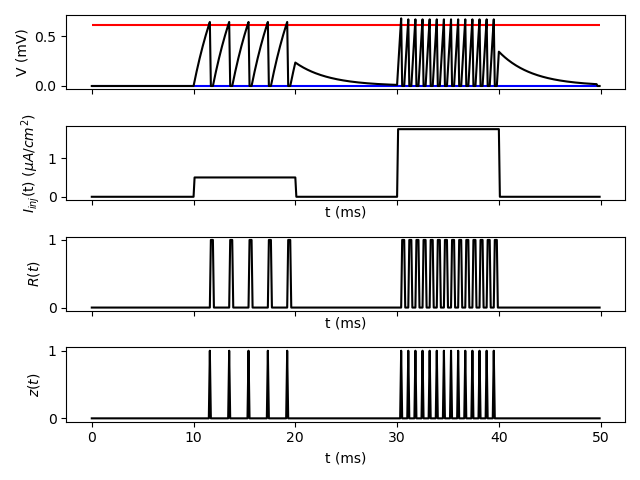 V (mV)
0.5
0.0
I_inj(t) (μA/cm²)
1
0
t (ms)
R(t)
1
0
t (ms)
z(t)
1
0
0 10 20 30 40 50
t (ms)